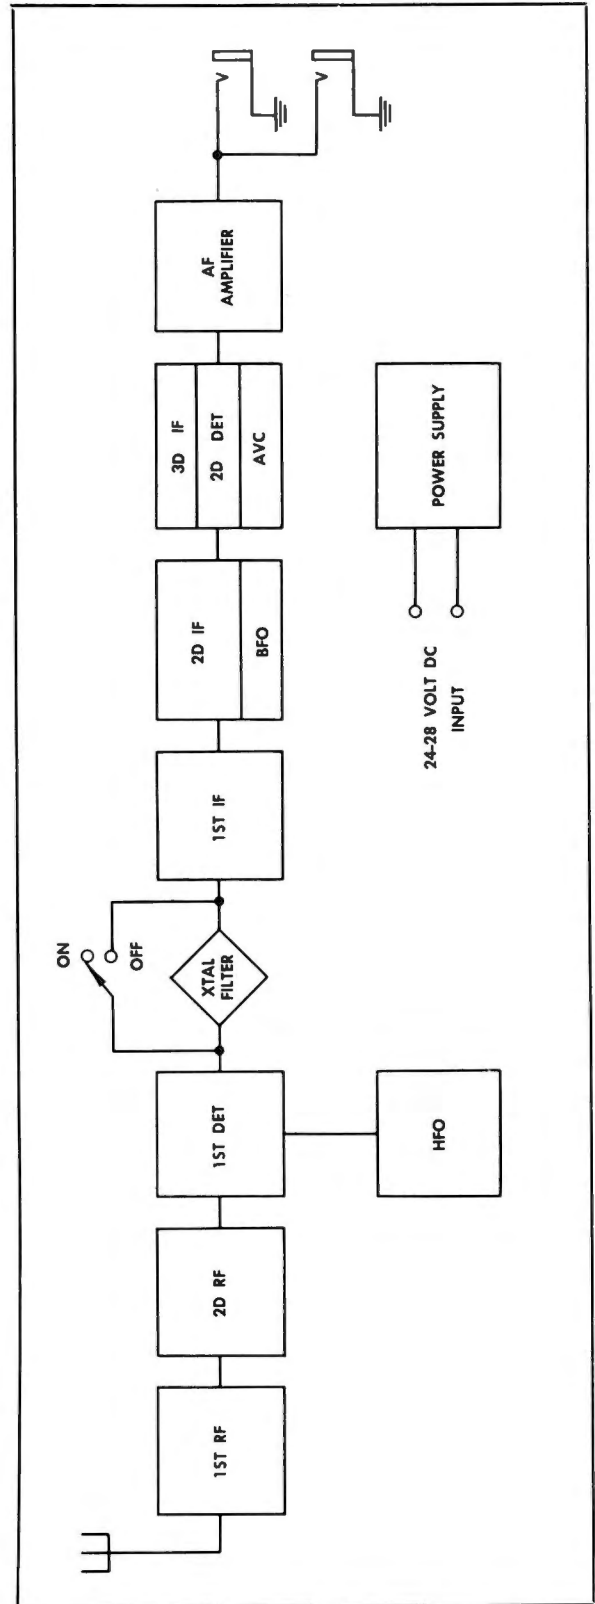 1ST RF
2D RF
1ST DET
HFO
ON
OFF
XTAL
FILTER
1ST IF
2D IF
BFO
3D IF
2D DET
AVC
AF
AMPLIFIER
24-28 VOLT DC
INPUT
POWER SUPPLY